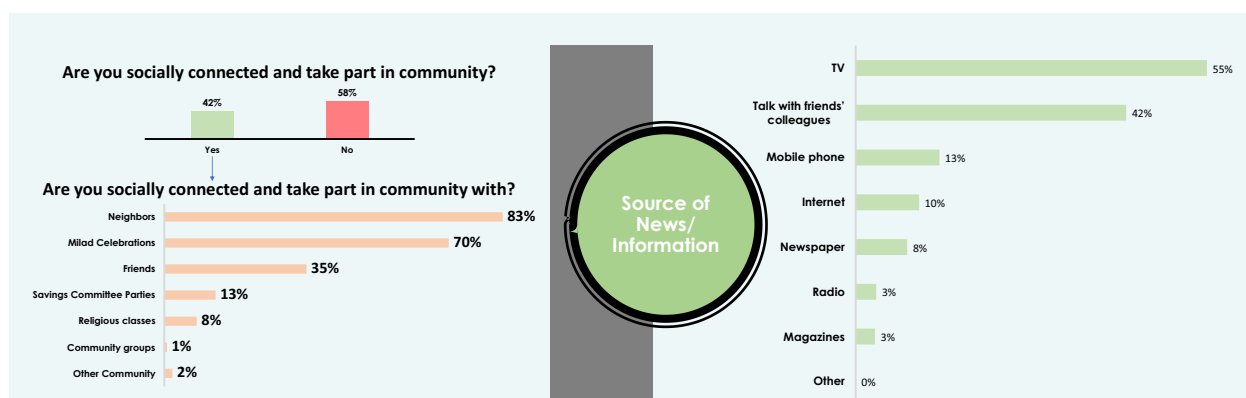 Are you socially connected and take part in community?
42%
58%
Yes
No
Are you socially connected and take part in community with?
Neighbors
83%
Milad Celebrations
70%
Friends
35%
Savings Committee Parties
13%
Religious classes
8%
Community groups
1%
Other Community
2%
Source of
News/
Information
TV
55%
Talk with friends'
colleagues
42%
Mobile phone
13%
Internet
10%
Newspaper
8%
Radio
3%
Magazines
3%
Other
0%